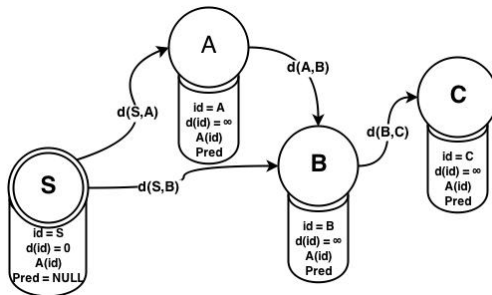 A
d(S,A)
d(A,B)
id = A
d(id) = ∞
A(id)
Pred
C
d(B,C)
id = C
d(id) = ∞
A(id)
Pred
B
id = B
d(id) = ∞
A(id)
Pred
S
d(S,B)
id = S
d(id) = 0
A(id)
Pred = NULL